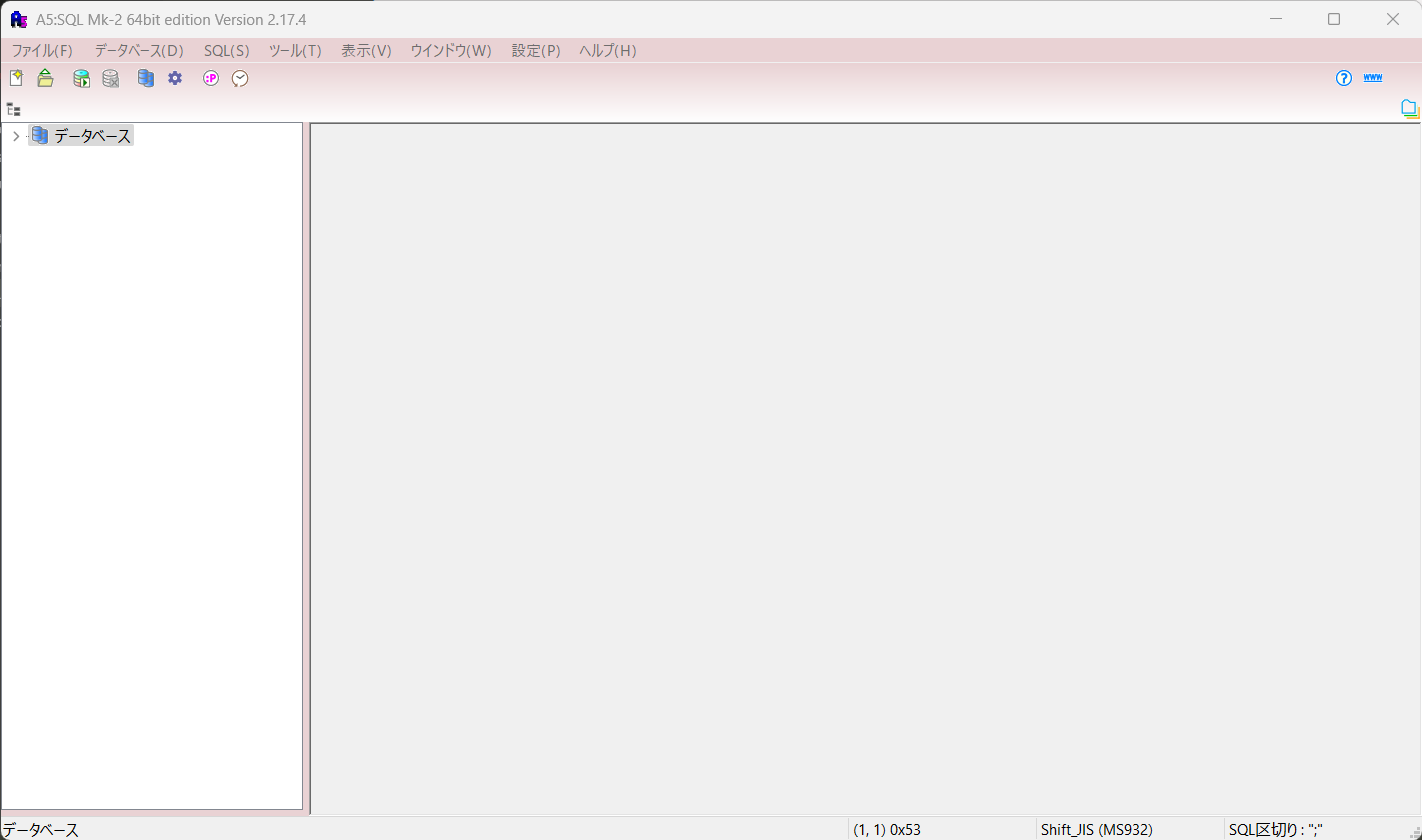 A5:SQL Mk-2 64bit edition Version 2.17.4
ファイル(F) データベース(D) SQL(S) ツール(T) 表示(V) ウインドウ(W) 設定(P) ヘルプ(H)
:P
? www
データベース
データベース (1, 1) 0x53 Shift_JIS (MS932) SQL区切り : ";"